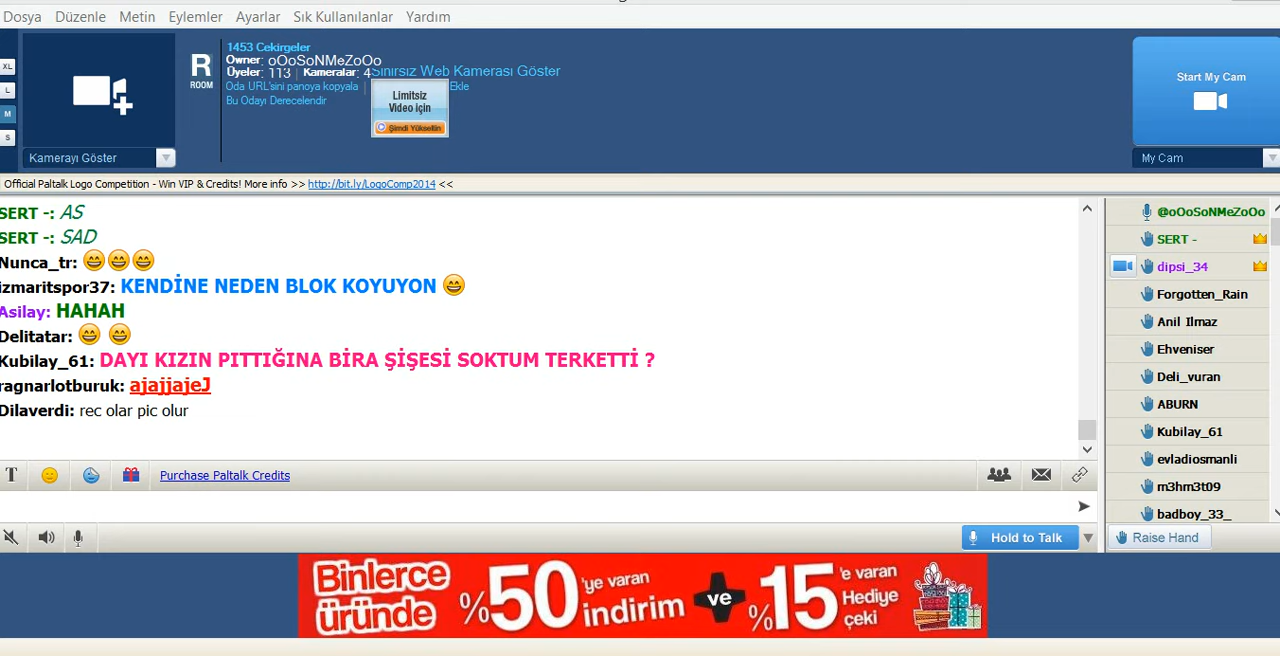 Dosya Düzenle Metin Eylemler Ayarlar Sık Kullanılanlar Yardım
XL
L
M
S
Kamerayı Göster
R
ROOM
1453 Cekirgeler
Owner: oOoSoNMeZoOo
Üyeler: 113 | Kameralar: 4 Sınırsız Web Kamerası Göster
Oda URL'sini panoya kopyala | Ekle
Bu Odayı Derecelendir
Limitsiz
Video için
Şimdi Yükseltin
Start My Cam
My Cam
Official Paltalk Logo Competition - Win VIP & Credits! More info >> http://bit.ly/LogoComp2014 <<
SERT -: AS
SERT -: SAD
Nunca_tr: 😄😄😄
izmaritspor37: KENDİNE NEDEN BLOK KOYUYON 😄
Asilay: HAHAH
Delitatar: 😄 😄
Kubilay_61: DAYI KIZIN PITTIĞINA BİRA ŞİŞESİ SOKTUM TERKETTİ ?
ragnarlotburuk: ajajjajeJ
Dilaverdi: rec olar pic olur
@oOoSoNMeZoOo
SERT -
dipsi_34
Forgotten_Rain
Anil Ilmaz
Ehveniser
Deli_vuran
ABURN
Kubilay_61
evladiosmanli
m3hm3t09
badboy_33_
T
Purchase Paltalk Credits
Hold to Talk
Raise Hand
Binlerce
üründe
%50'ye varan
indirim
ve
%15'e varan
Hediye
çeki